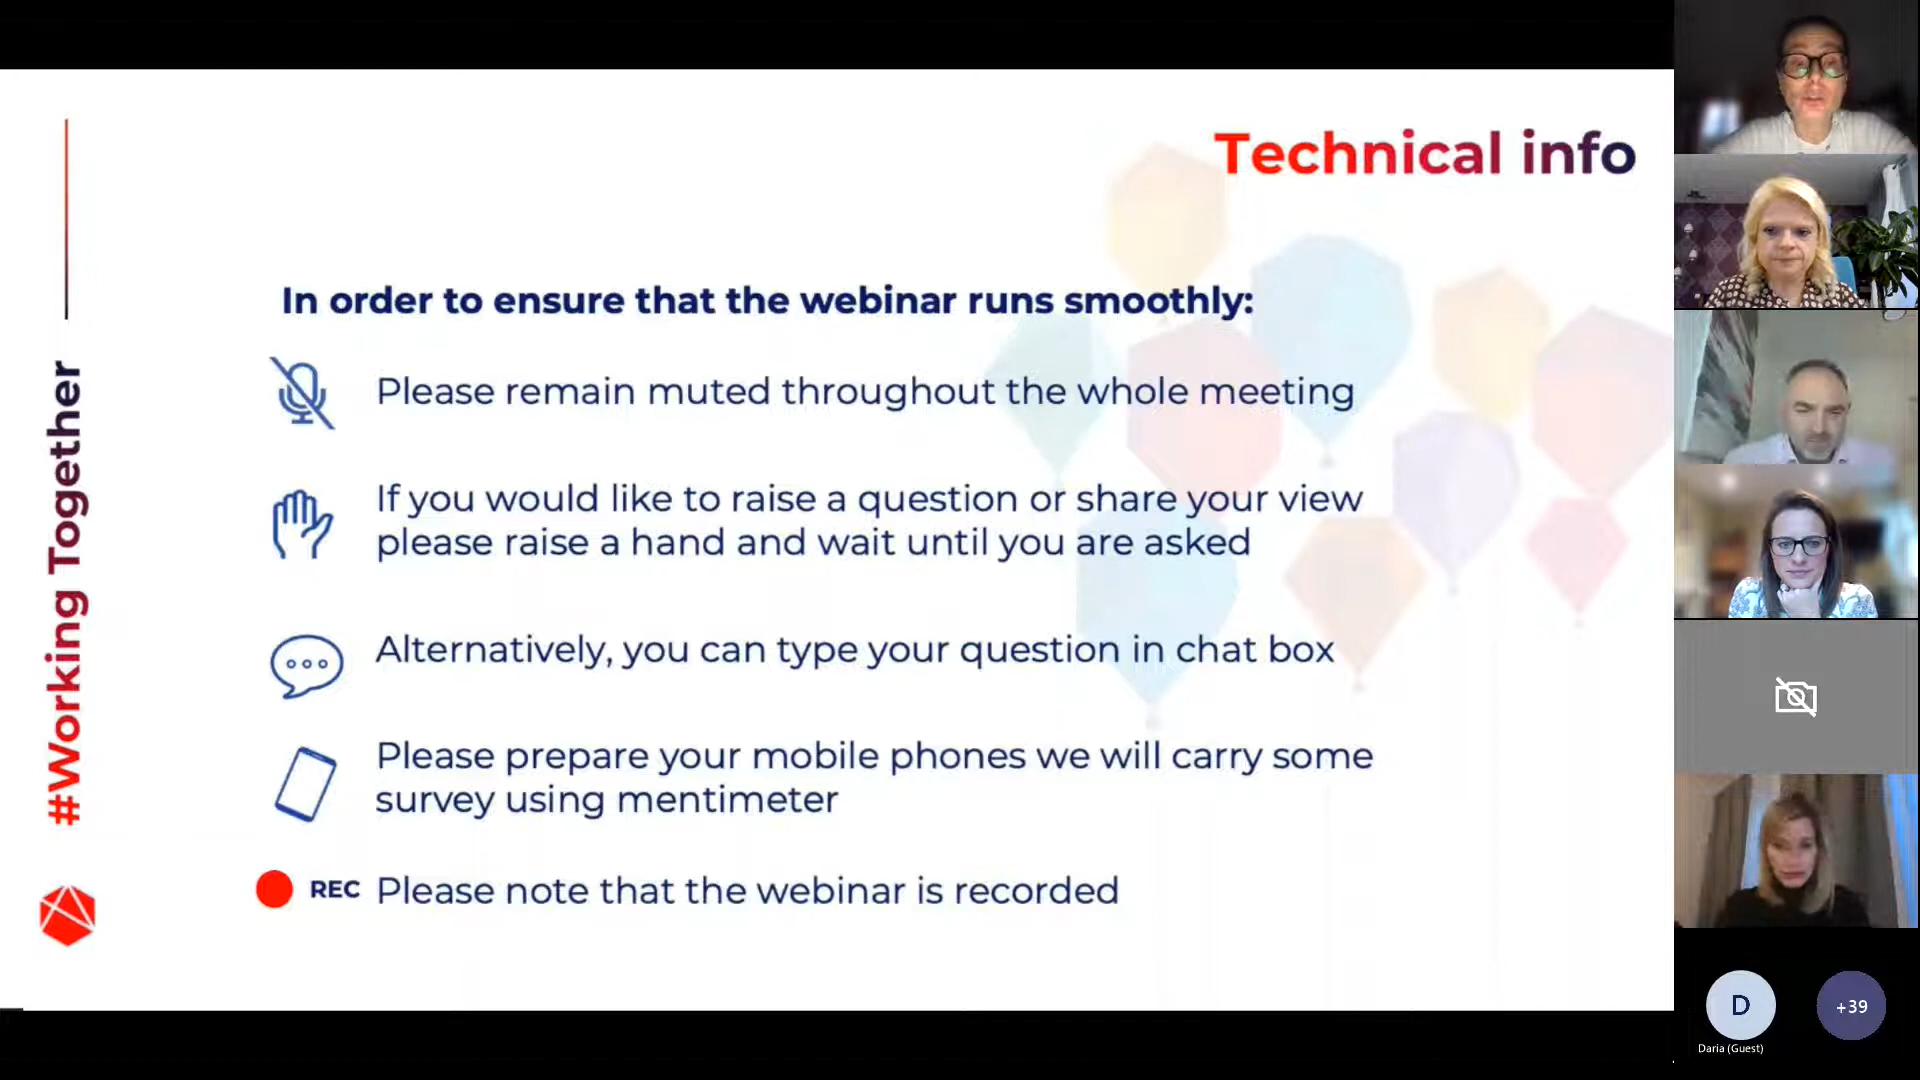 Technical info
#Working Together
In order to ensure that the webinar runs smoothly:
Please remain muted throughout the whole meeting
If you would like to raise a question or share your view
please raise a hand and wait until you are asked
Alternatively, you can type your question in chat box
Please prepare your mobile phones we will carry some
survey using mentimeter
REC Please note that the webinar is recorded
D
+39
Daria (Guest)